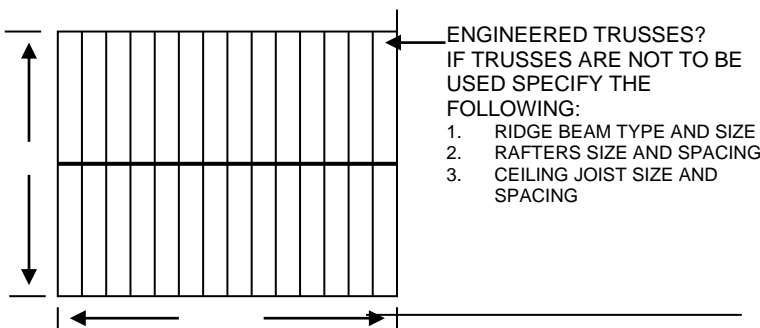 ENGINEERED TRUSSES?
IF TRUSSES ARE NOT TO BE
USED SPECIFY THE
FOLLOWING:
1. RIDGE BEAM TYPE AND SIZE
2. RAFTERS SIZE AND SPACING
3. CEILING JOIST SIZE AND
SPACING